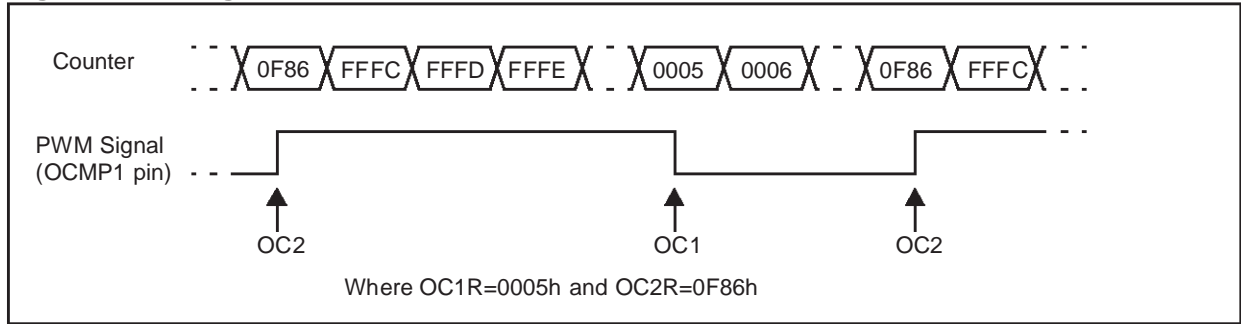 Counter
0F86 FFFC FFFD FFFE 0005 0006 0F86 FFFC
PWM Signal
(OCMP1 pin)
OC2 OC1 OC2
Where OC1R=0005h and OC2R=0F86h